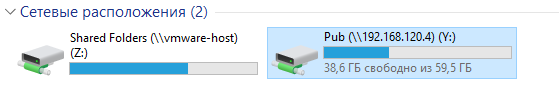 Сетевые расположения (2)
Shared Folders (\\vmware-host)
(Z:)
Pub (\\192.168.120.4) (Y:)
38,6 ГБ свободно из 59,5 ГБ